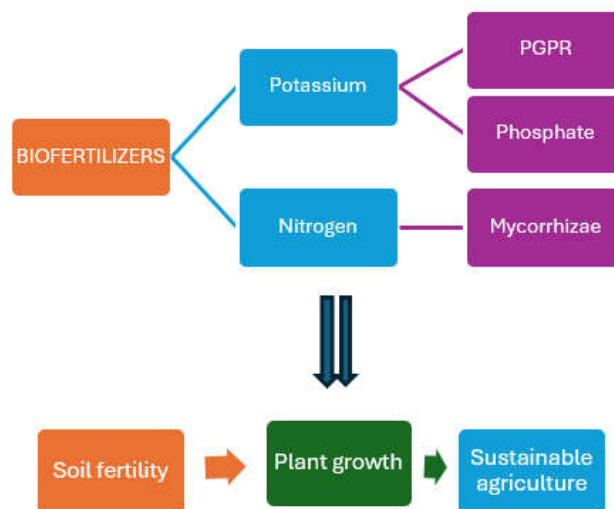 PGPR
Potassium
Phosphate
BIOFERTILIZERS
Nitrogen
Mycorrhizae
Soil fertility
Plant growth
Sustainable
agriculture